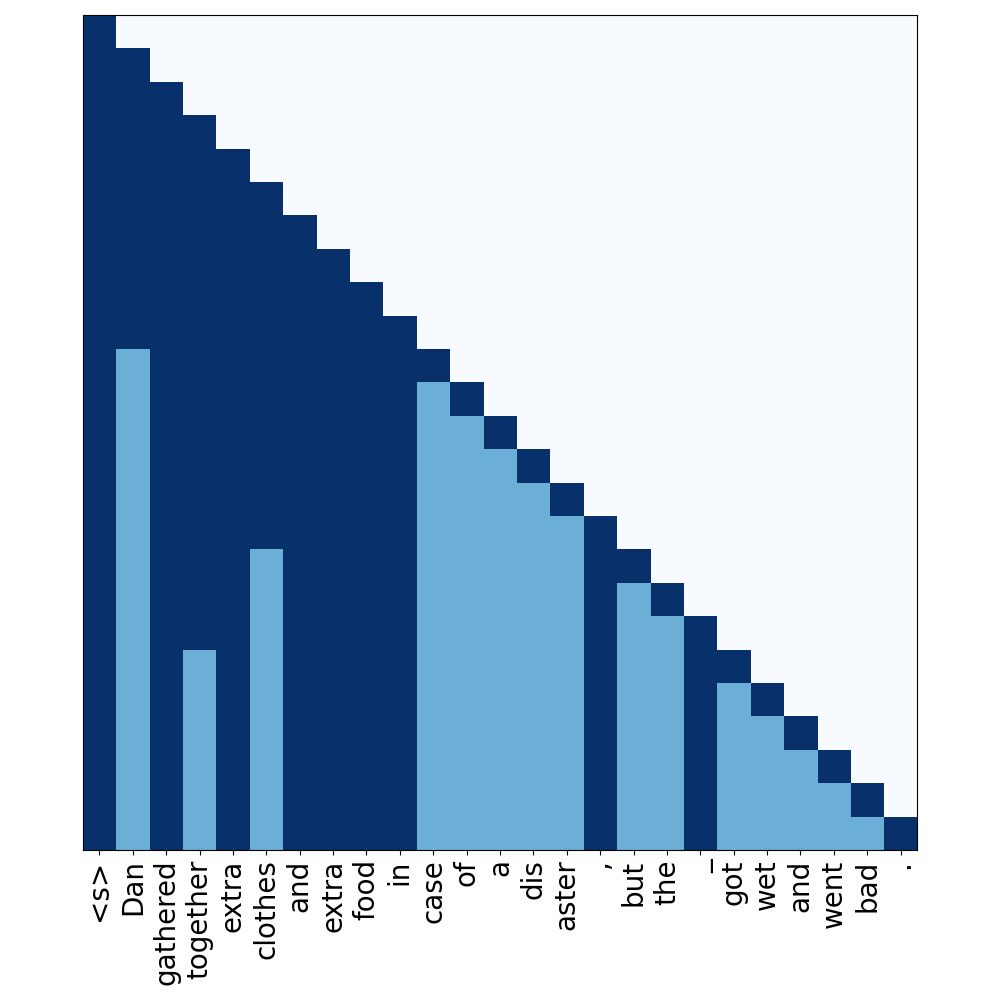 <s> Dan gathered together extra clothes and extra food in case of a dis aster , but the _ got wet and went bad .